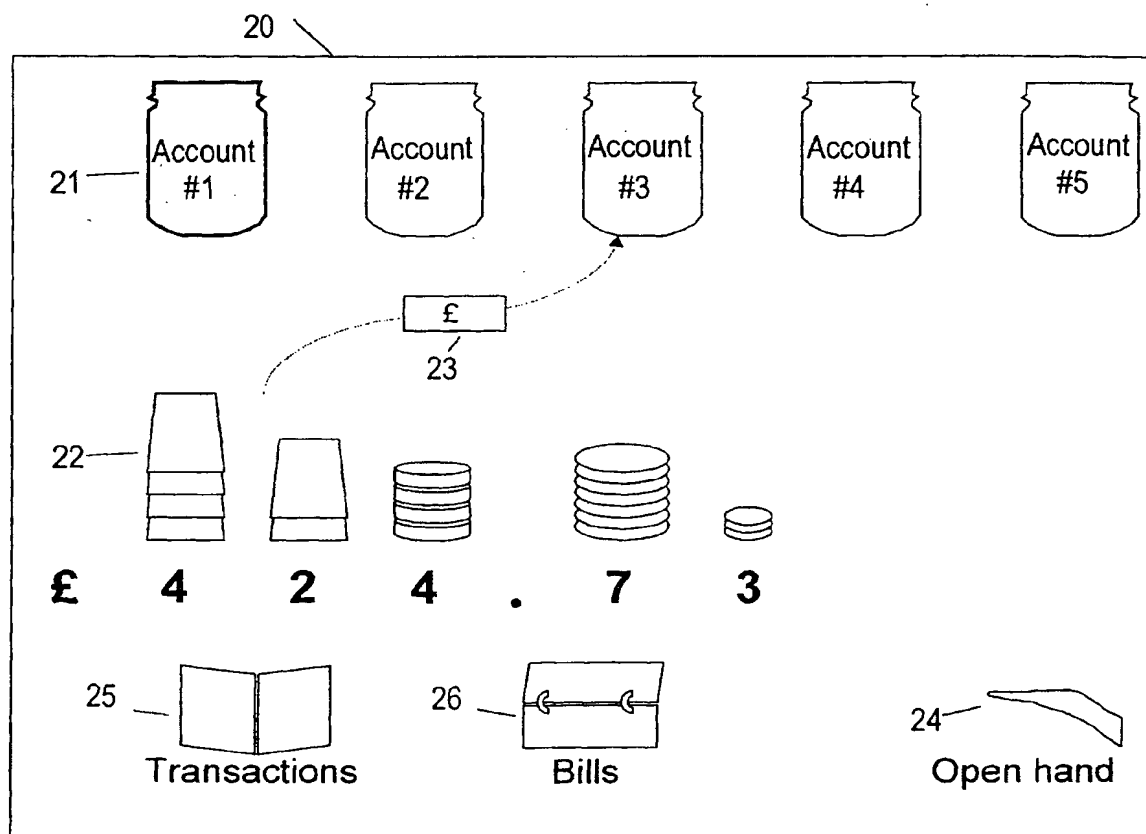 20
Account #1
Account #2
Account #3
Account #4
Account #5
21
£
23
22
£ 4 2 4 . 7 3
25
26
24
Transactions
Bills
Open hand